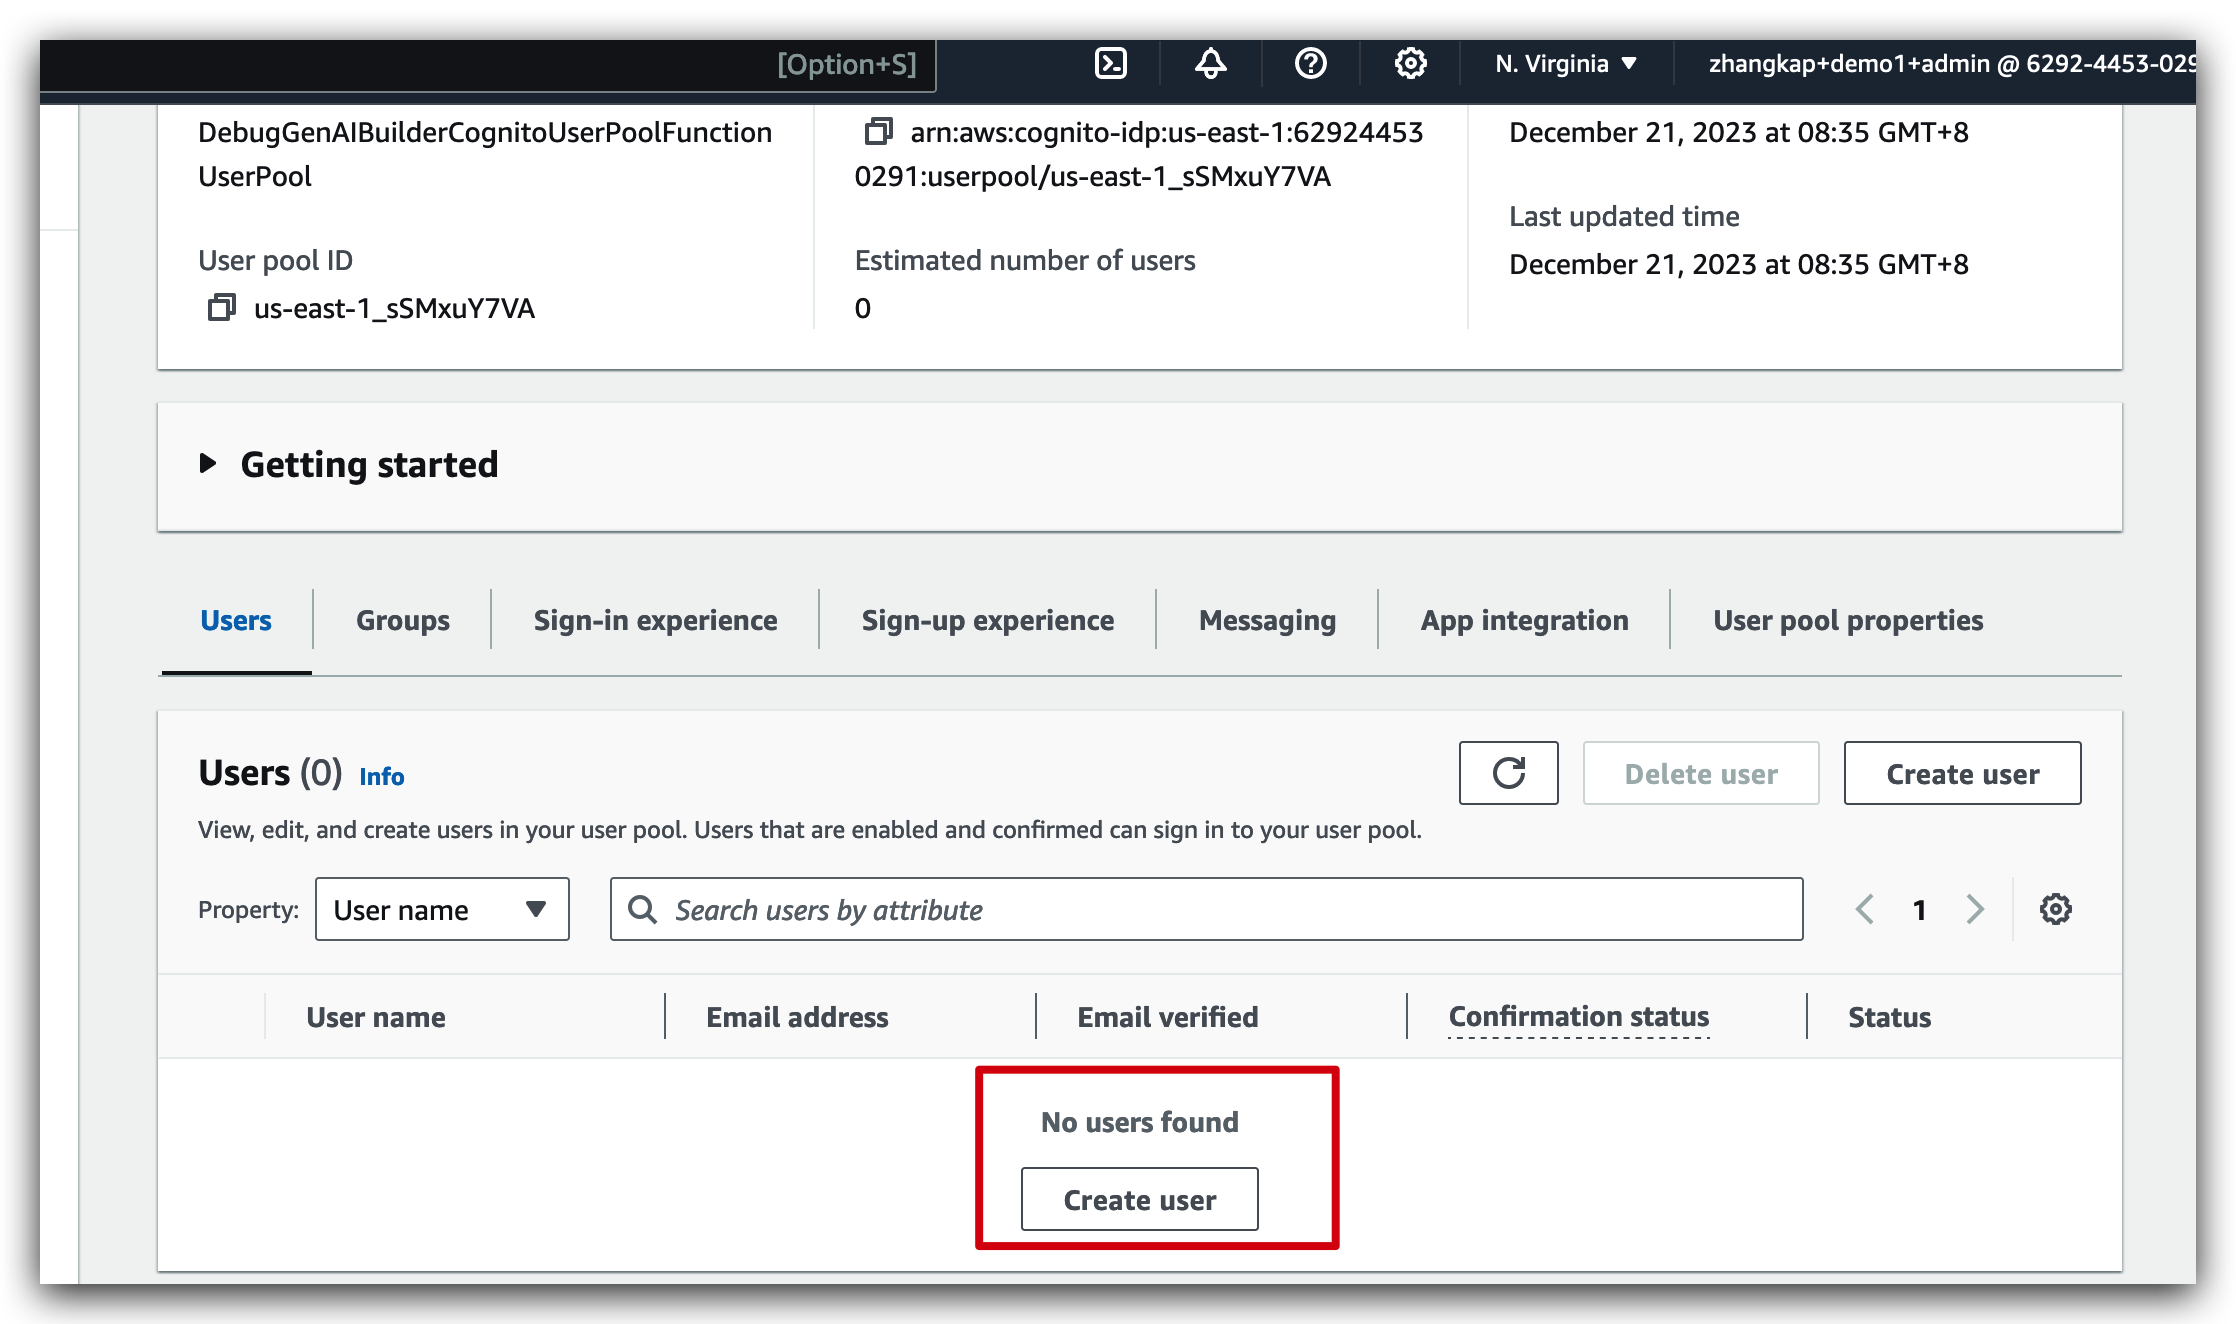 [Option+S]
N. Virginia
zhangkap+demo1+admin @ 6292-4453-029
DebugGenAIBuilderCognitoUserPoolFunction
UserPool
arn:aws:cognito-idp:us-east-1:62924453
0291:userpool/us-east-1_sSMxuY7VA
December 21, 2023 at 08:35 GMT+8
User pool ID
us-east-1_sSMxuY7VA
Estimated number of users
0
Last updated time
December 21, 2023 at 08:35 GMT+8
Getting started
Users
Groups
Sign-in experience
Sign-up experience
Messaging
App integration
User pool properties
Users (0) Info
Delete user
Create user
View, edit, and create users in your user pool. Users that are enabled and confirmed can sign in to your user pool.
Property:
User name
Search users by attribute
1
User name
Email address
Email verified
Confirmation status
Status
No users found
Create user